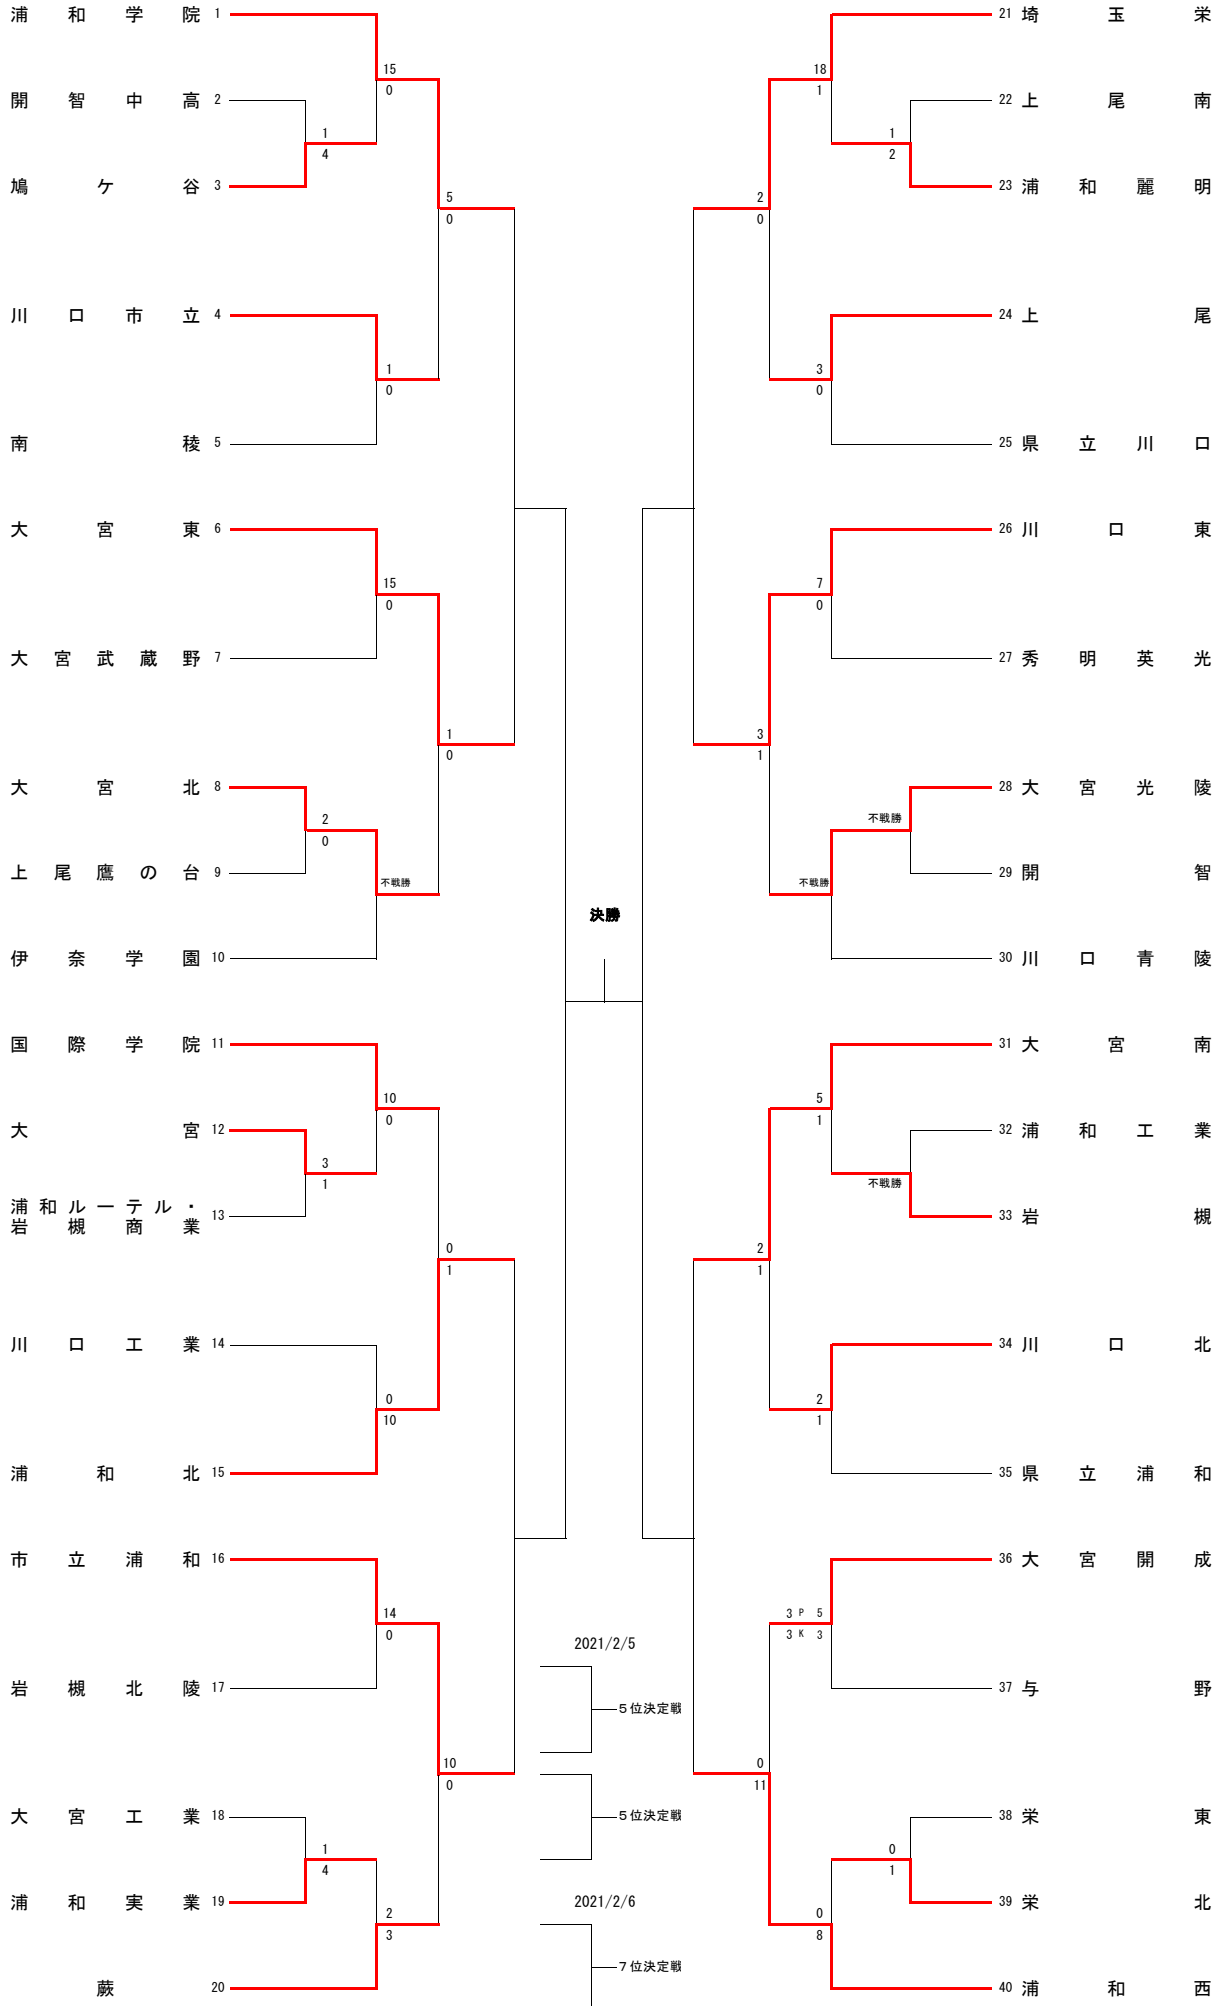 浦和学院 1
15
0
開智中高 2
1
4
鳩ケ谷 3
5
0
川口市立 4
1
0
南稜 5
大宮東 6
15
0
大宮武蔵野 7
1
0
大宮北 8
2
0
上尾鷹の台 9
不戦勝
伊奈学園 10
国際学院 11
10
0
大宮 12
3
1
浦和ルーテル・
岩槻商業 13
0
1
川口工業 14
0
10
浦和北 15
市立浦和 16
14
0
岩槻北陵 17
10
0
大宮工業 18
1
4
浦和実業 19
2
3
蕨 20
決勝
2021/2/5
5位決定戦
5位決定戦
2021/2/6
7位決定戦
21 埼玉栄
18
1
22 上尾南
1
2
23 浦和麗明
2
0
24 上尾
3
0
25 県立川口
26 川口東
7
0
27 秀明英光
3
1
28 大宮光陵
不戦勝
29 開智
不戦勝
30 川口青陵
31 大宮南
5
1
32 浦和工業
不戦勝
33 岩槻
2
1
34 川口北
2
1
35 県立浦和
36 大宮開成
3 P 5
3 K 3
37 与野
0
11
38 栄東
0
1
39 栄北
0
8
40 浦和西